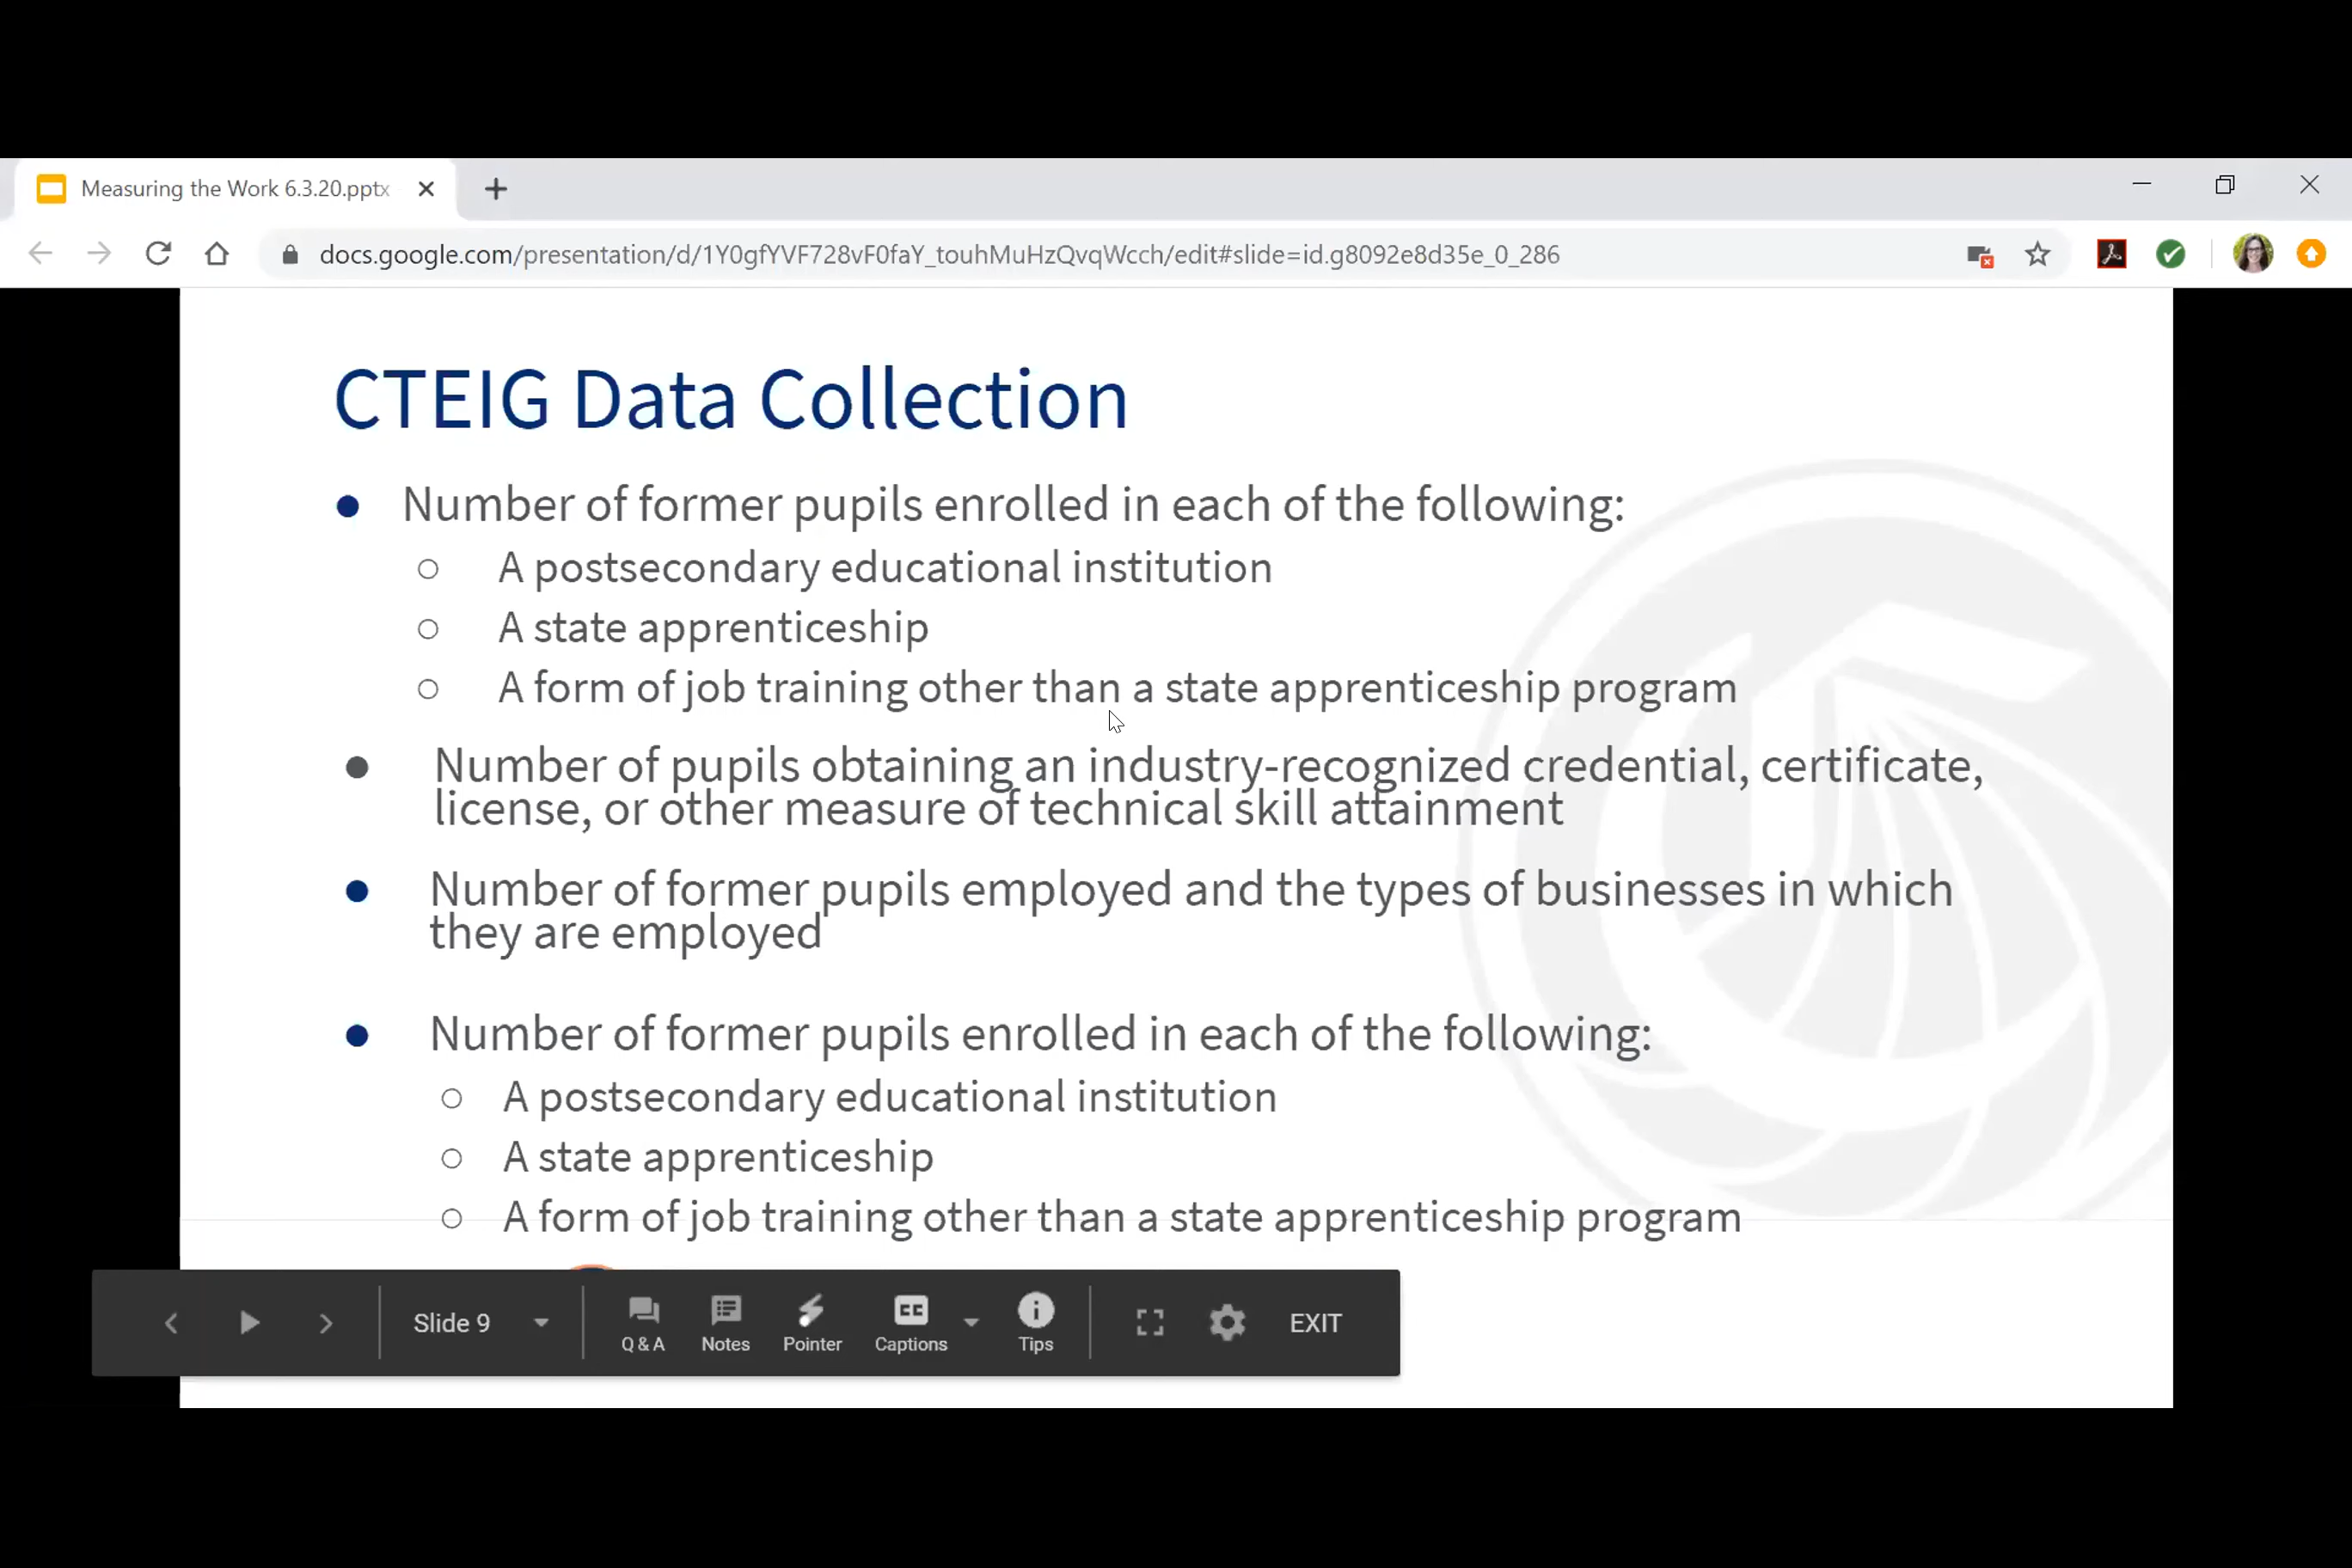 Measuring the Work 6.3.20.pptx
docs.google.com/presentation/d/1Y0gfYVF728vF0faY_touhMuHzQvqWcch/edit#slide=id.g8092e8d35e_0_286
CTEIG Data Collection
Number of former pupils enrolled in each of the following:
A postsecondary educational institution
A state apprenticeship
A form of job training other than a state apprenticeship program
Number of pupils obtaining an industry-recognized credential, certificate,
license, or other measure of technical skill attainment
Number of former pupils employed and the types of businesses in which
they are employed
Number of former pupils enrolled in each of the following:
A postsecondary educational institution
A state apprenticeship
A form of job training other than a state apprenticeship program
Slide 9
Q & A
Notes
Pointer
CC
Captions
Tips
EXIT